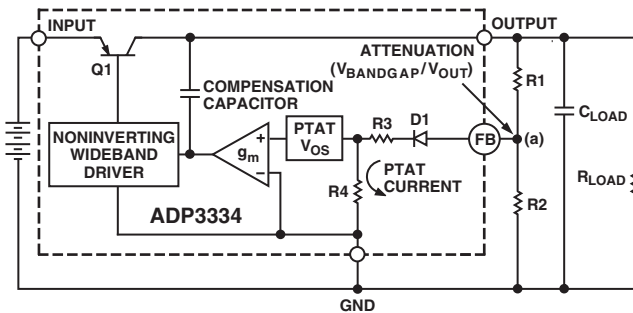 INPUT
OUTPUT
Q1
ATTENUATION
(VBANDGAP/VOUT)
R1
COMPENSATION
CAPACITOR
CLOAD
NONINVERTING
WIDEBAND
DRIVER
gm
+
−
PTAT
VOS
R3
D1
FB
(a)
R4
PTAT
CURRENT
R2
RLOAD
ADP3334
GND